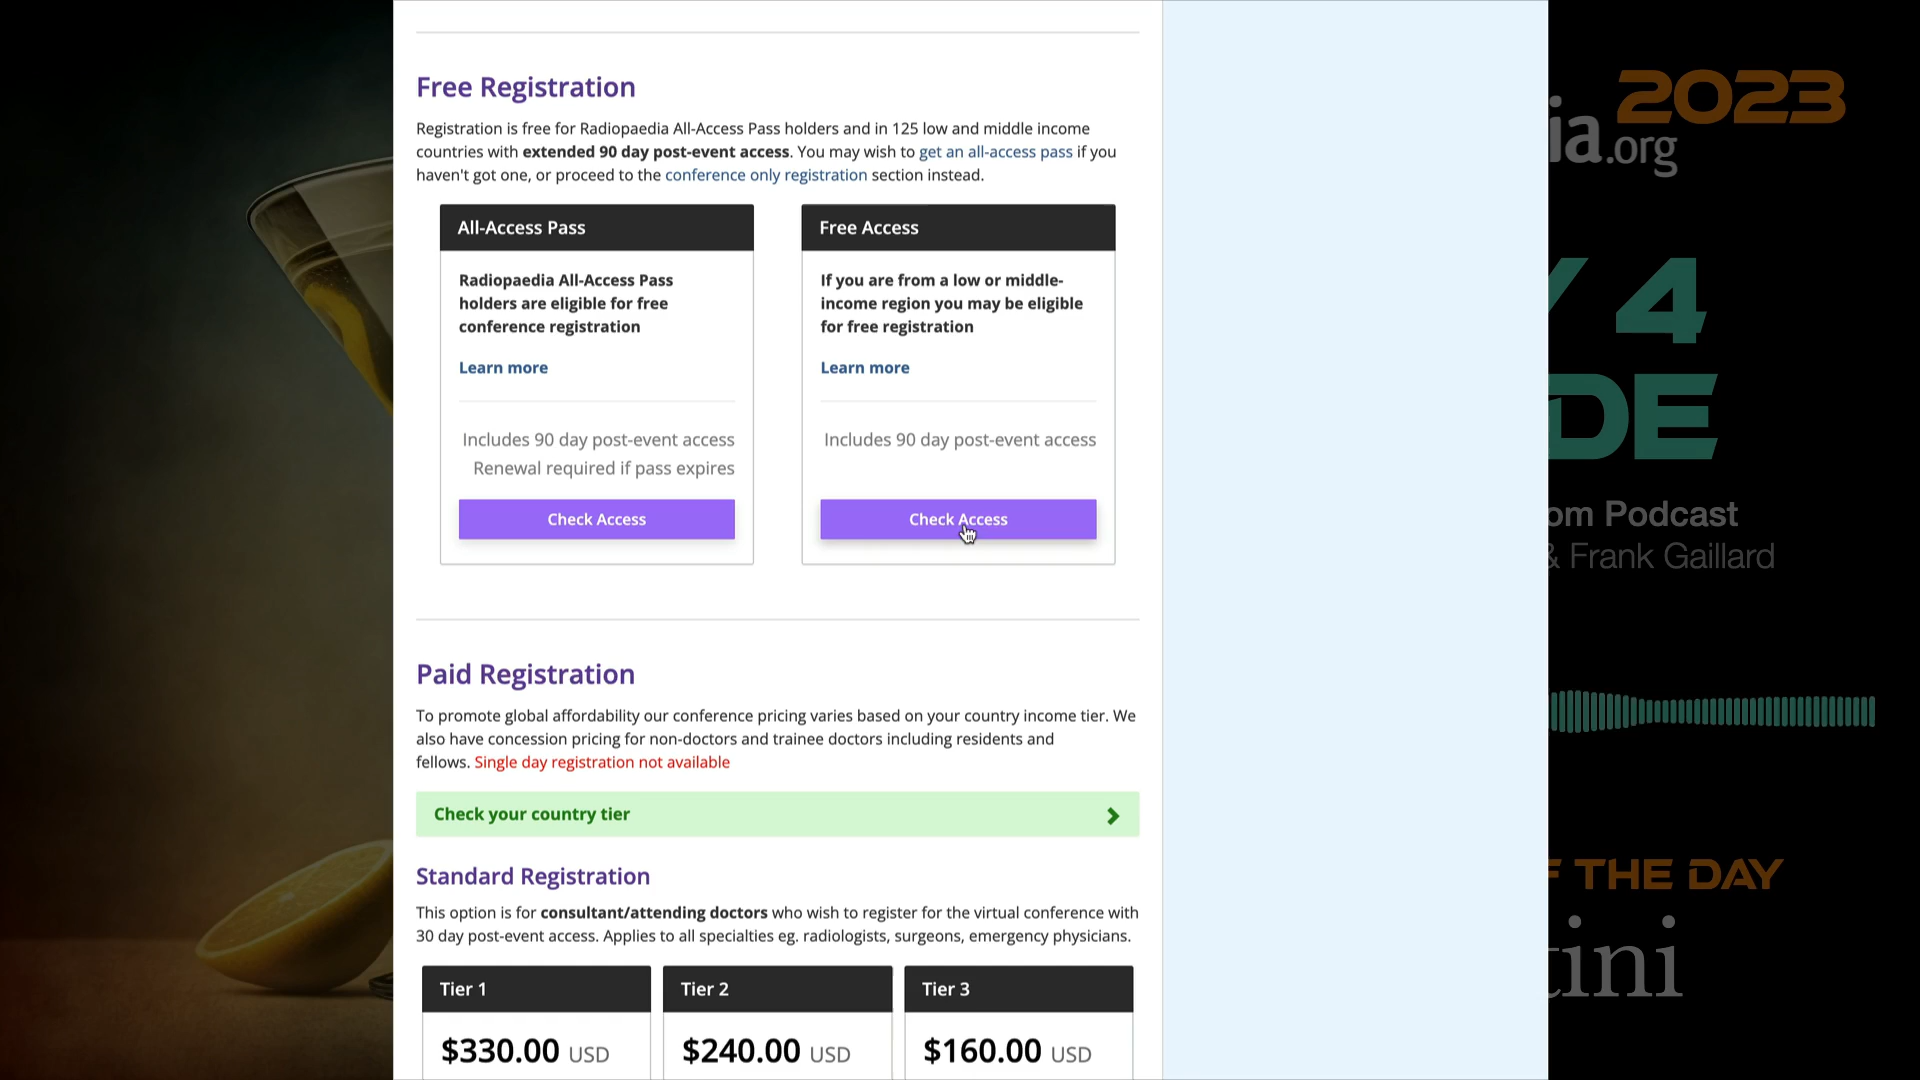 Free Registration
Registration is free for Radiopaedia All-Access Pass holders and in 125 low and middle income
countries with extended 90 day post-event access. You may wish to get an all-access pass if you
haven't got one, or proceed to the conference only registration section instead.
All-Access Pass
Radiopaedia All-Access Pass
holders are eligible for free
conference registration
Learn more
Includes 90 day post-event access
Renewal required if pass expires
Check Access
Free Access
If you are from a low or middle-
income region you may be eligible
for free registration
Learn more
Includes 90 day post-event access
Check Access
Paid Registration
To promote global affordability our conference pricing varies based on your country income tier. We
also have concession pricing for non-doctors and trainee doctors including residents and
fellows. Single day registration not available
Check your country tier
Standard Registration
This option is for consultant/attending doctors who wish to register for the virtual conference with
30 day post-event access. Applies to all specialties eg. radiologists, surgeons, emergency physicians.
Tier 1
$330.00 USD
Tier 2
$240.00 USD
Tier 3
$160.00 USD
2023
ia.org
4
DE
om Podcast
& Frank Gaillard
F THE DAY
tini